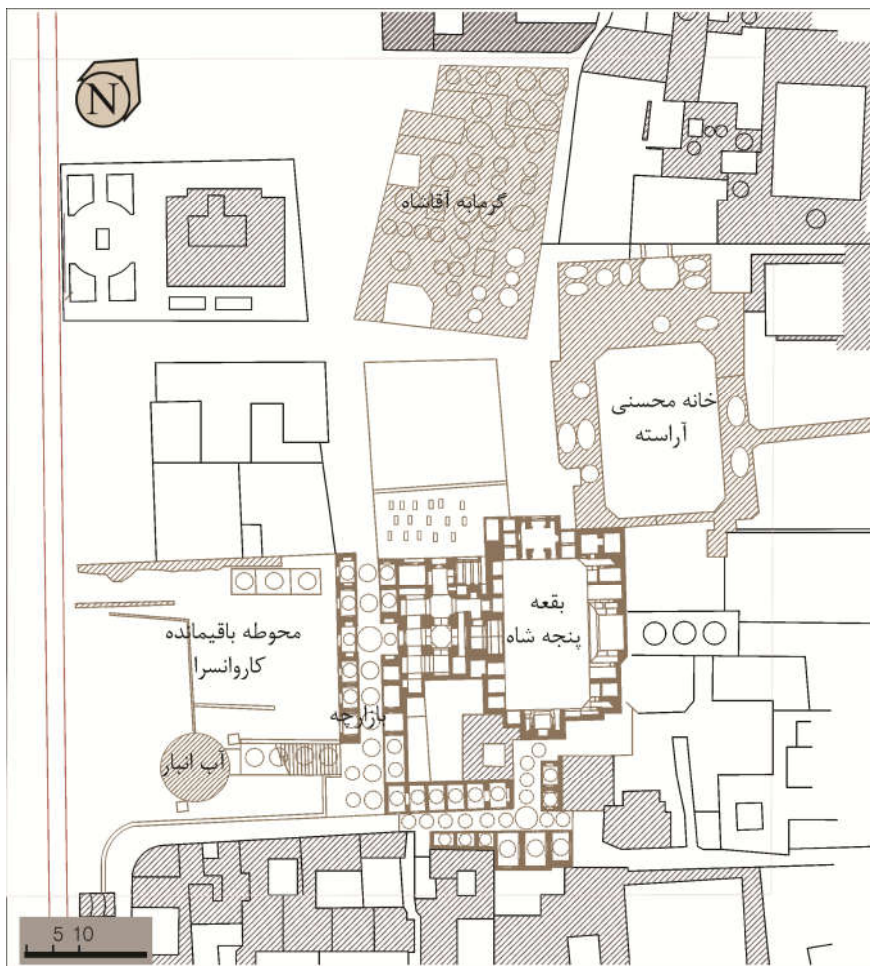 N
گرمابه آقاشاه
خانه محسنی
آراسته
بقعه
پنجه شاه
محوطه باقیمانده
کاروانسرا
بازارچه
آب انبار
5 10